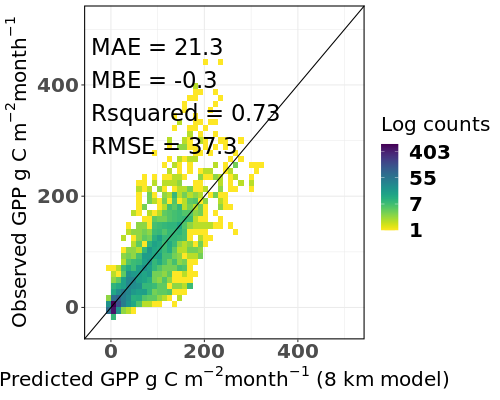 MAE = 21.3
MBE = -0.3
Rsquared = 0.73
RMSE = 37.3
Observed GPP g C m⁻²month⁻¹
400
200
0
0 200 400
Predicted GPP g C m⁻²month⁻¹ (8 km model)
Log counts
403
55
7
1